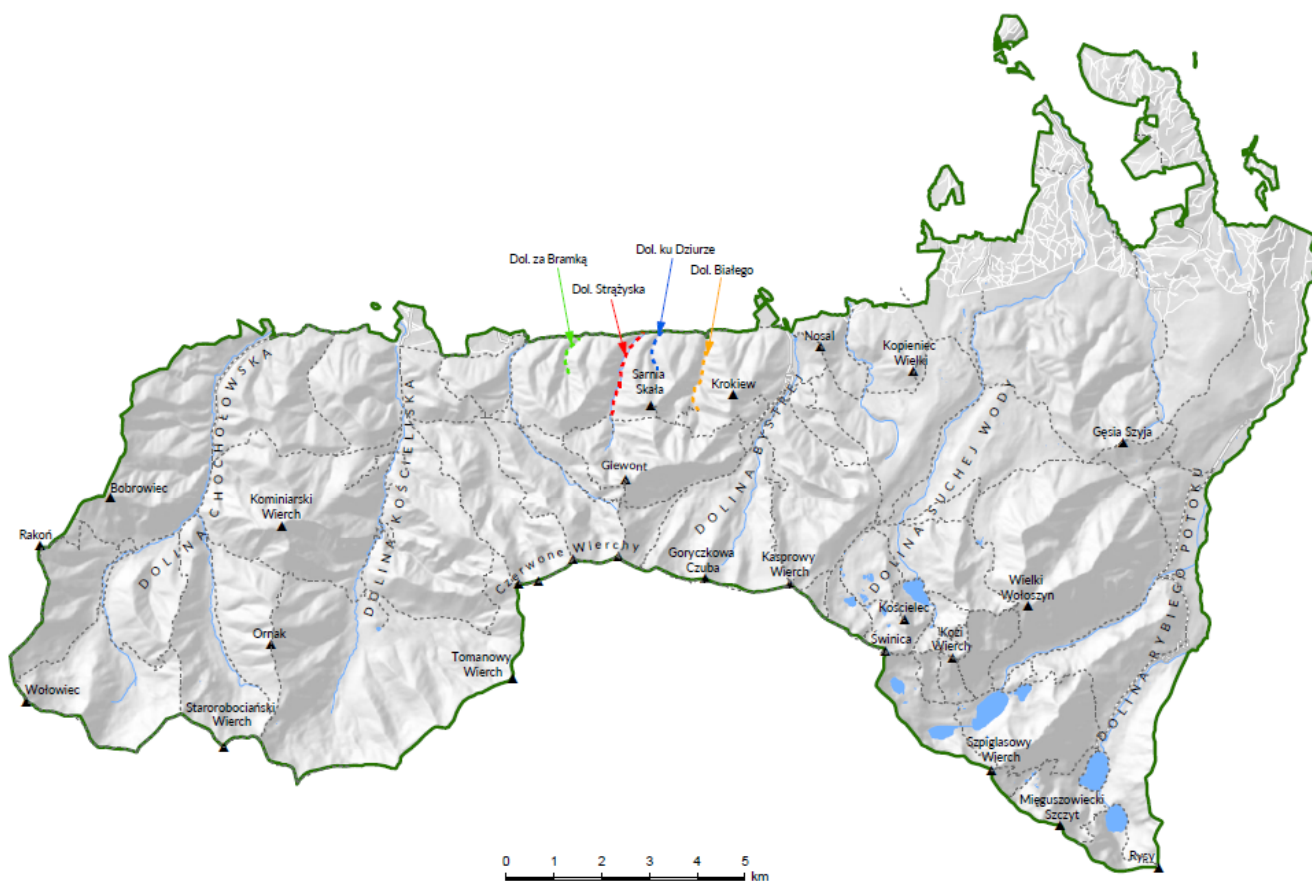 Dol. za Bramką
Dol. ku Dziurze
Dol. Strążyska
Dol. Białego
Nosal
Kopieniec
Wielki
Sarnia
Skała
Krokiew
DOLINA CHOCHOŁOWSKA
DOLINA KOŚCIELISKA
DOLINA BYSTREJ
DOLINA SUCHEJ WODY
DOLINA RYBIEGO POTOKU
Gęsia Szyja
Giewont
Bobrowiec
Kominiarski
Wierch
Rakoń
Czerwone Wierchy
Goryczkowa
Czuba
Kasprowy
Wierch
Wielki
Wołoszyn
Kościelec
Kozi
Wierch
Świnica
Ornak
Tomanowy
Wierch
Wołowiec
Starorobociański
Wierch
Szpiglasowy
Wierch
Mięguszowiecki
Szczyt
Rysy
0 1 2 3 4 5
km